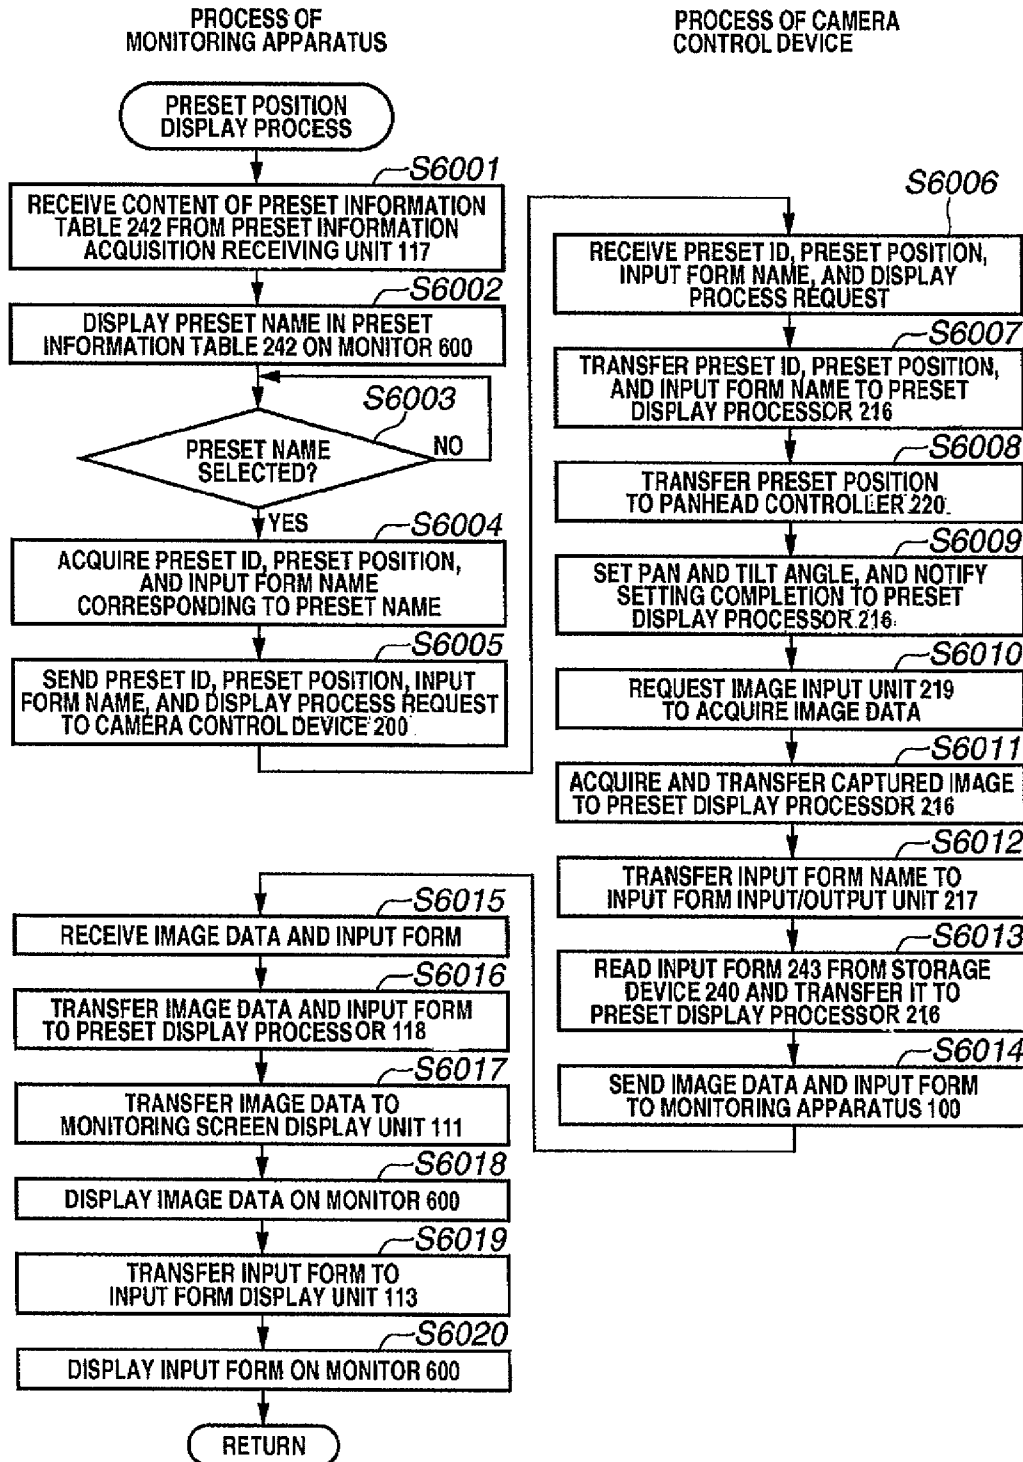 PROCESS OF
MONITORING APPARATUS
PROCESS OF CAMERA
CONTROL DEVICE
PRESET POSITION
DISPLAY PROCESS
S6001
RECEIVE CONTENT OF PRESET INFORMATION
TABLE 242 FROM PRESET INFORMATION
ACQUISITION RECEIVING UNIT 117
S6002
DISPLAY PRESET NAME IN PRESET
INFORMATION TABLE 242 ON MONITOR 600
S6003
PRESET NAME
SELECTED?
NO
YES
S6004
ACQUIRE PRESET ID, PRESET POSITION,
AND INPUT FORM NAME
CORRESPONDING TO PRESET NAME
S6005
SEND PRESET ID, PRESET POSITION, INPUT
FORM NAME, AND DISPLAY PROCESS REQUEST
TO CAMERA CONTROL DEVICE 200
S6006
RECEIVE PRESET ID, PRESET POSITION,
INPUT FORM NAME, AND DISPLAY
PROCESS REQUEST
S6007
TRANSFER PRESET ID, PRESET POSITION,
AND INPUT FORM NAME TO PRESET
DISPLAY PROCESSOR 216
S6008
TRANSFER PRESET POSITION
TO PANHEAD CONTROLLER 220
S6009
SET PAN AND TILT ANGLE, AND NOTIFY
SETTING COMPLETION TO PRESET
DISPLAY PROCESSOR 216
S6010
REQUEST IMAGE INPUT UNIT 219
TO ACQUIRE IMAGE DATA
S6011
ACQUIRE AND TRANSFER CAPTURED IMAGE
TO PRESET DISPLAY PROCESSOR 216
S6012
TRANSFER INPUT FORM NAME TO
INPUT FORM INPUT/OUTPUT UNIT 217
S6013
READ INPUT FORM 243 FROM STORAGE
DEVICE 240 AND TRANSFER IT TO
PRESET DISPLAY PROCESSOR 216
S6014
SEND IMAGE DATA AND INPUT FORM
TO MONITORING APPARATUS 100
S6015
RECEIVE IMAGE DATA AND INPUT FORM
S6016
TRANSFER IMAGE DATA AND INPUT FORM
TO PRESET DISPLAY PROCESSOR 118
S6017
TRANSFER IMAGE DATA TO
MONITORING SCREEN DISPLAY UNIT 111
S6018
DISPLAY IMAGE DATA ON MONITOR 600
S6019
TRANSFER INPUT FORM TO
INPUT FORM DISPLAY UNIT 113
S6020
DISPLAY INPUT FORM ON MONITOR 600
RETURN